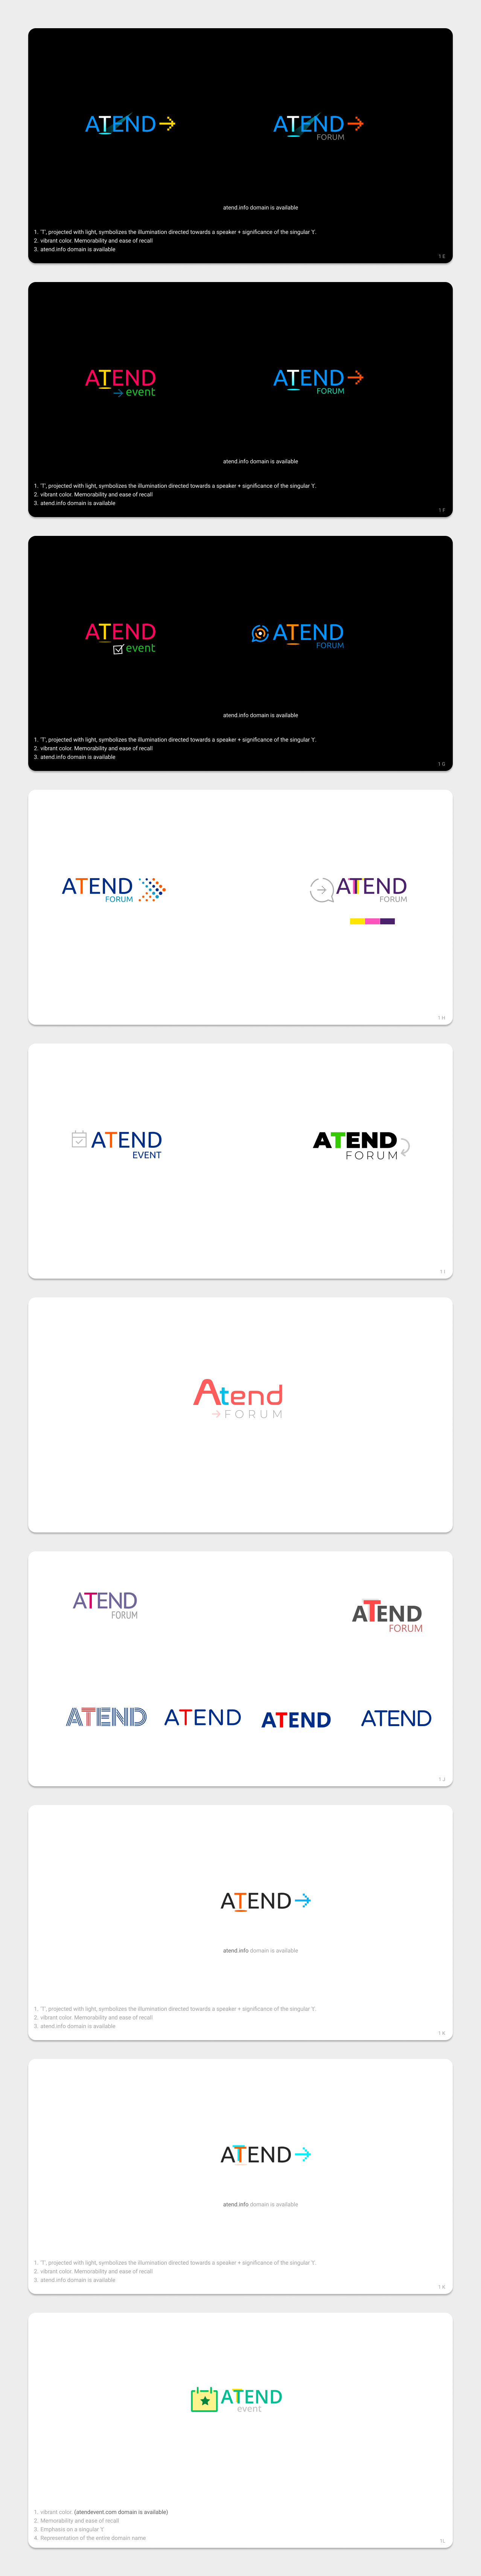 ATEND
ATEND
FORUM
atend.info domain is available
1. 'T', projected with light, symbolizes the illumination directed towards a speaker + significance of the singular 't'.
2. vibrant color. Memorability and ease of recall
3. atend.info domain is available
1 E
ATEND
event
ATEND
FORUM
atend.info domain is available
1. 'T', projected with light, symbolizes the illumination directed towards a speaker + significance of the singular 't'.
2. vibrant color. Memorability and ease of recall
3. atend.info domain is available
1 F
ATEND
event
ATEND
FORUM
atend.info domain is available
1. 'T', projected with light, symbolizes the illumination directed towards a speaker + significance of the singular 't'.
2. vibrant color. Memorability and ease of recall
3. atend.info domain is available
1 G
ATEND
FORUM
ATEND
FORUM
1 H
ATEND
EVENT
ATEND
FORUM
1 I
Atend
FORUM
ATEND
FORUM
ATEND
FORUM
ATEND
ATEND
ATEND
ATEND
1 J
ATEND
atend.info domain is available
1. 'T', projected with light, symbolizes the illumination directed towards a speaker + significance of the singular 't'.
2. vibrant color. Memorability and ease of recall
3. atend.info domain is available
1 K
ATEND
atend.info domain is available
1. 'T', projected with light, symbolizes the illumination directed towards a speaker + significance of the singular 't'.
2. vibrant color. Memorability and ease of recall
3. atend.info domain is available
1 K
ATEND
event
1. vibrant color. (atendevent.com domain is available)
2. Memorability and ease of recall
3. Emphasis on a singular 't'
4. Representation of the entire domain name
1L